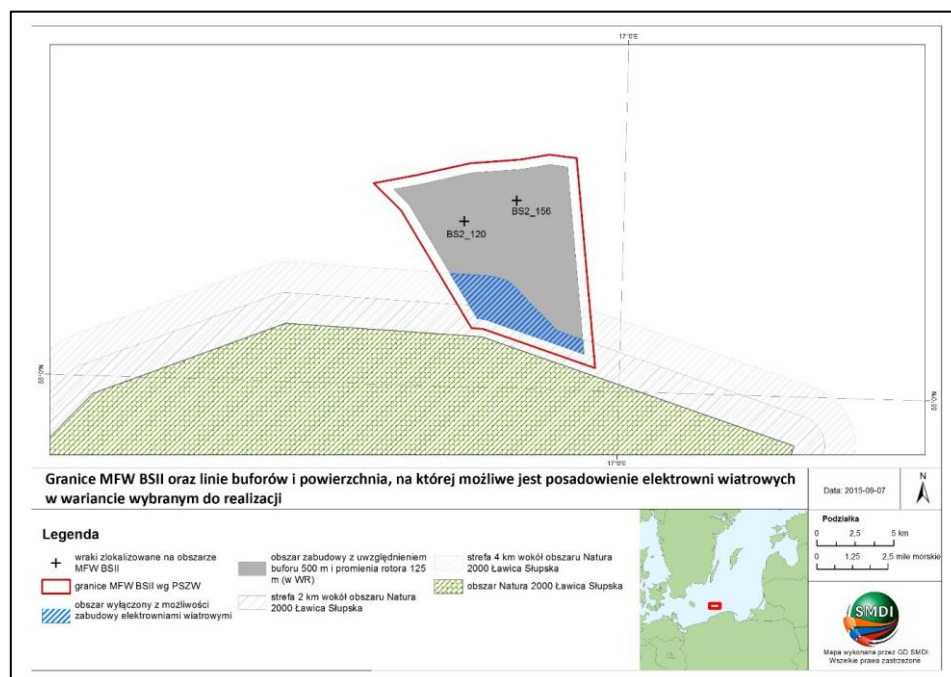 17°0'E
BS2_156
BS2_120
55°0'N
55°0'N
17°0'E
Granice MFW BSII oraz linie buforów i powierzchnia, na której możliwe jest posadowienie elektrowni wiatrowych
w wariancie wybranym do realizacji
Data: 2015-09-07
N
Legenda
wraki zlokalizowane na obszarze
MFW BSII
granice MFW BSII wg PSZW
obszar wyłączony z możliwości
zabudowy elektrowniami wiatrowymi
obszar zabudowy z uwzględnieniem
buforu 500 m i promienia rotora 125
m (w WR)
strefa 2 km wokół obszaru Natura
2000 Ławica Słupska
strefa 4 km wokół obszaru Natura
2000 Ławica Słupska
obszar Natura 2000 Ławica Słupska
Podziałka
0 2,5 5 km
0 1,25 2,5 mile morskie
SMDI
Mapa wykonana przez GD SMDI.
Wszelkie prawa zastrzeżone